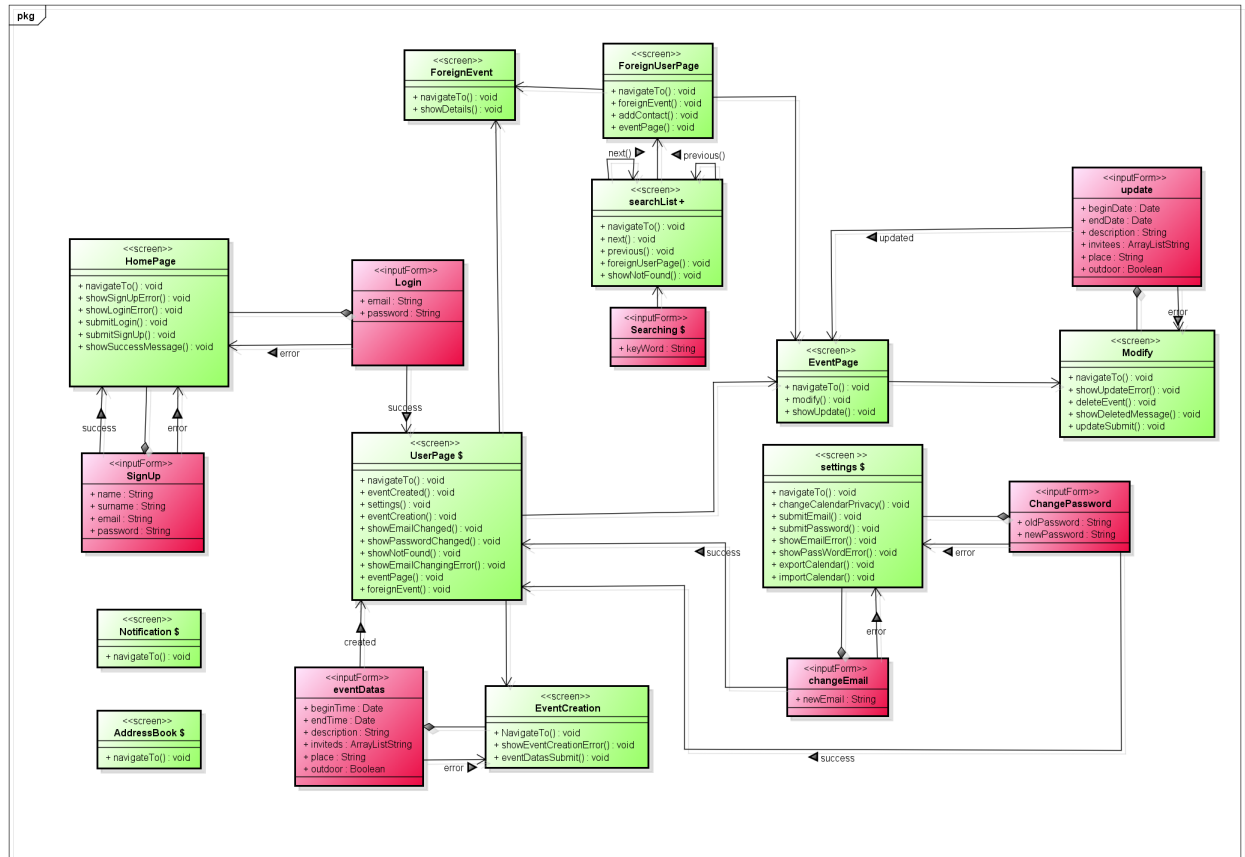 pkg
<<screen>>
ForeignEvent
+ navigateTo() : void
+ showDetails() : void
<<screen>>
ForeignUserPage
+ navigateTo() : void
+ foreignEvent() : void
+ addContact() : void
+ eventPage() : void
next()
previous()
<<screen>>
searchList +
+ navigateTo() : void
+ next() : void
+ previous() : void
+ foreignUserPage() : void
+ showNotFound() : void
<<inputForm>>
Searching $
+ keyWord : String
<<inputForm>>
update
+ beginDate : Date
+ endDate : Date
+ description : String
+ invitees : ArrayListString
+ place : String
+ outdoor : Boolean
updated
error
<<screen>>
HomePage
+ navigateTo() : void
+ showSignUpError() : void
+ showLoginError() : void
+ submitLogin() : void
+ submitSignUp() : void
+ showSuccessMessage() : void
<<inputForm>>
Login
+ email : String
+ password : String
error
success
success
error
<<inputForm>>
SignUp
+ name : String
+ surname : String
+ email : String
+ password : String
<<screen>>
EventPage
+ navigateTo() : void
+ modify() : void
+ showUpdate() : void
<<screen>>
Modify
+ navigateTo() : void
+ showUpdateError() : void
+ deleteEvent() : void
+ showDeletedMessage() : void
+ updateSubmit() : void
<<screen>>
UserPage $
+ navigateTo() : void
+ eventCreated() : void
+ settings() : void
+ eventCreation() : void
+ showEmailChanged() : void
+ showPasswordChanged() : void
+ showNotFound() : void
+ showEmailChangingError() : void
+ eventPage() : void
+ foreignEvent() : void
<<screen >>
settings $
+ navigateTo() : void
+ changeCalendarPrivacy() : void
+ submitEmail() : void
+ submitPassword() : void
+ showEmailError() : void
+ showPassWordError() : void
+ exportCalendar() : void
+ importCalendar() : void
<<inputForm>>
ChangePassword
+ oldPassword : String
+ newPassword : String
error
success
error
<<inputForm>>
changeEmail
+ newEmail : String
success
<<screen>>
Notification $
+ navigateTo() : void
<<screen>>
AddressBook $
+ navigateTo() : void
created
<<inputForm>>
eventDatas
+ beginTime : Date
+ endTime : Date
+ description : String
+ inviteds : ArrayListString
+ place : String
+ outdoor : Boolean
error
<<screen>>
EventCreation
+ NavigateTo() : void
+ showEventCreationError() : void
+ eventDatasSubmit() : void